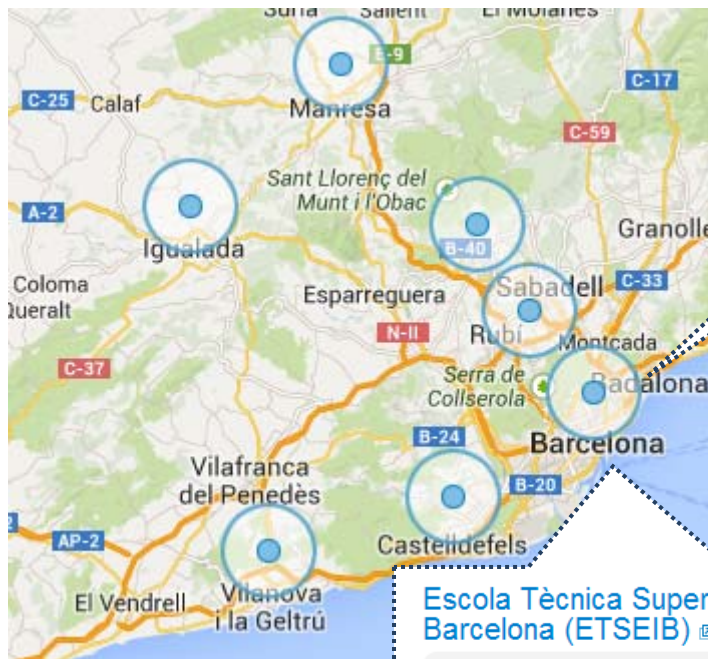 Súria
Sallent
El Moianès
E-9
C-17
C-25
Calaf
Manresa
C-59
Sant Llorenç del
Munt i l'Obac
A-2
Granolle
Igualada
B-40
Coloma
Queralt
Esparreguera
Sabadell
C-33
N-II
Rubí
Montcada
C-37
Serra de
Collserola
Badalona
B-24
Barcelona
Vilafranca
del Penedès
B-20
2
AP-2
Castelldefels
El Vendrell
Vilanova
i la Geltrú
Escola Tècnica Super
Barcelona (ETSEIB)